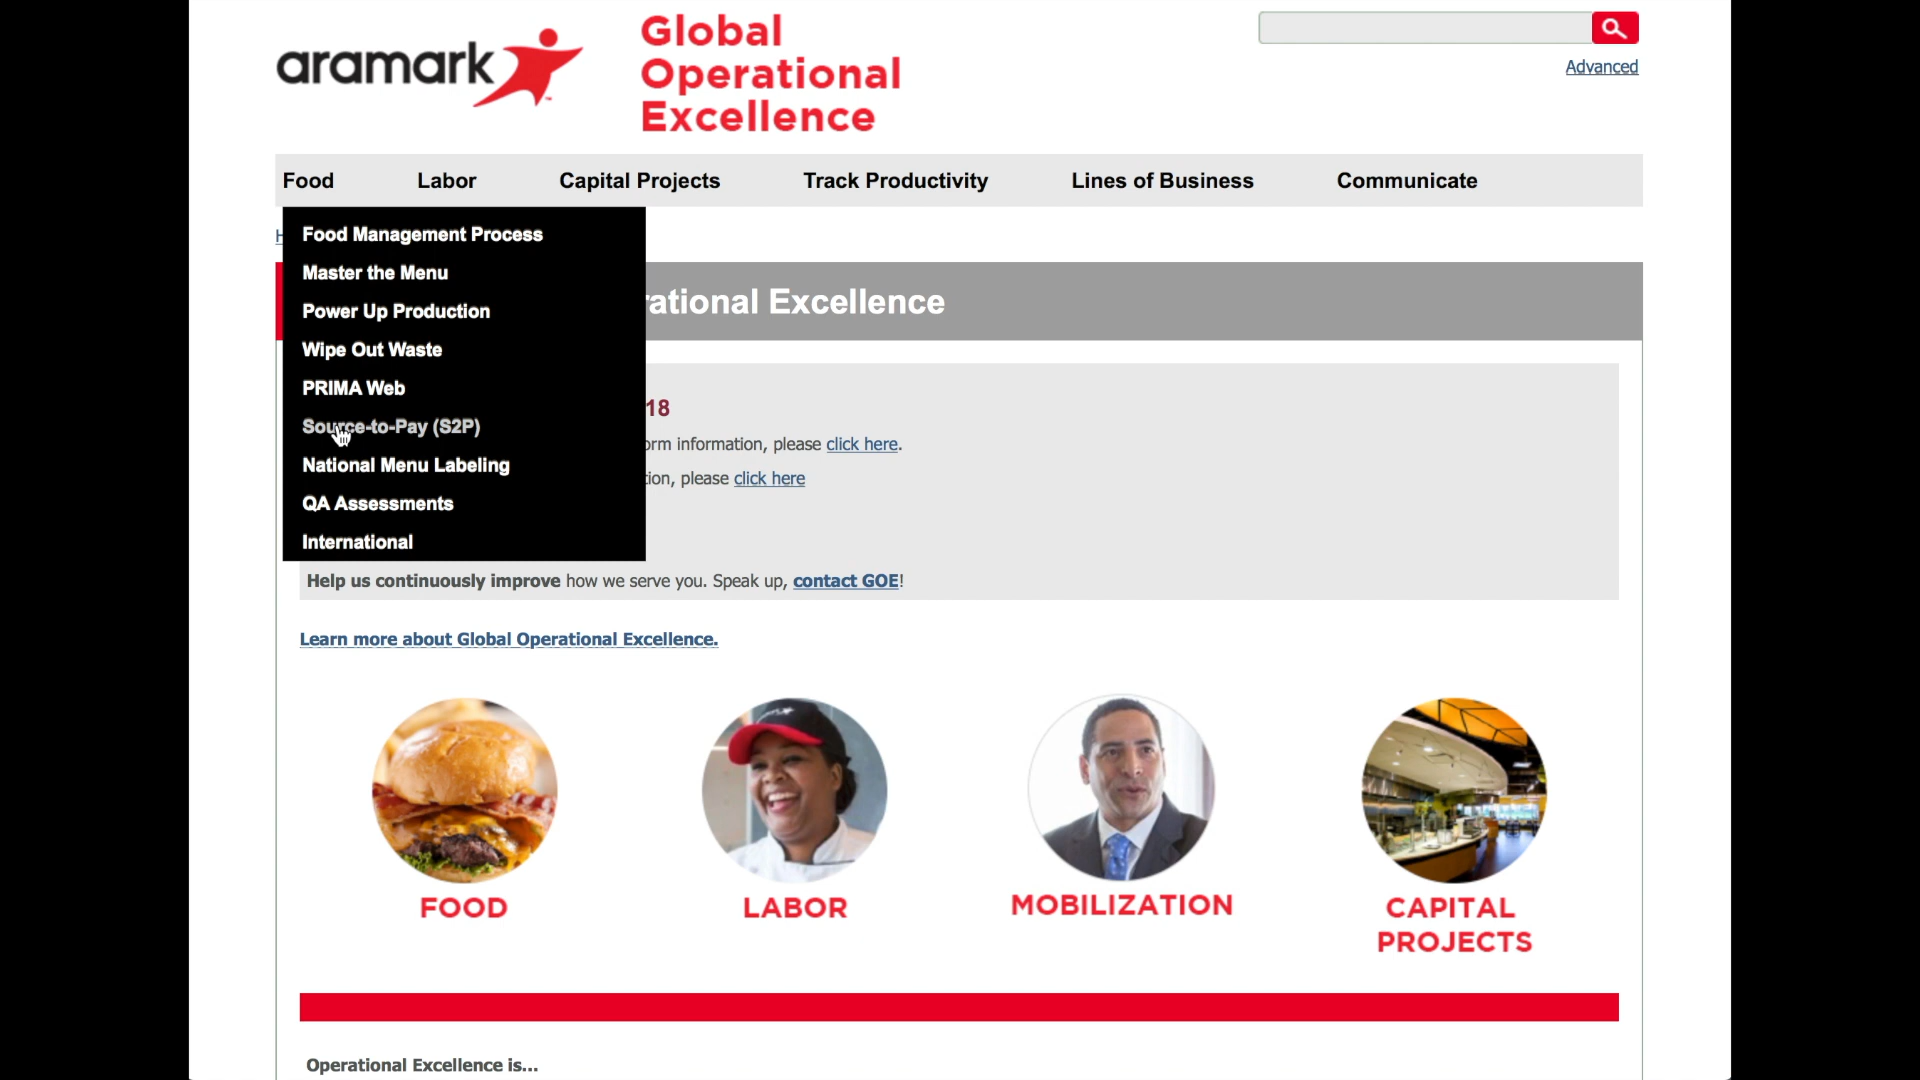 aramark
Global
Operational
Excellence
Advanced
Food Labor Capital Projects Track Productivity Lines of Business Communicate
Food Management Process
Master the Menu
Power Up Production
Wipe Out Waste
PRIMA Web
Source-to-Pay (S2P)
National Menu Labeling
QA Assessments
International
Excellence
18
information, please click here.
please click here
Help us continuously improve how we serve you. Speak up, contact GOE!
Learn more about Global Operational Excellence.
FOOD
LABOR
MOBILIZATION
CAPITAL
PROJECTS
Operational Excellence is...